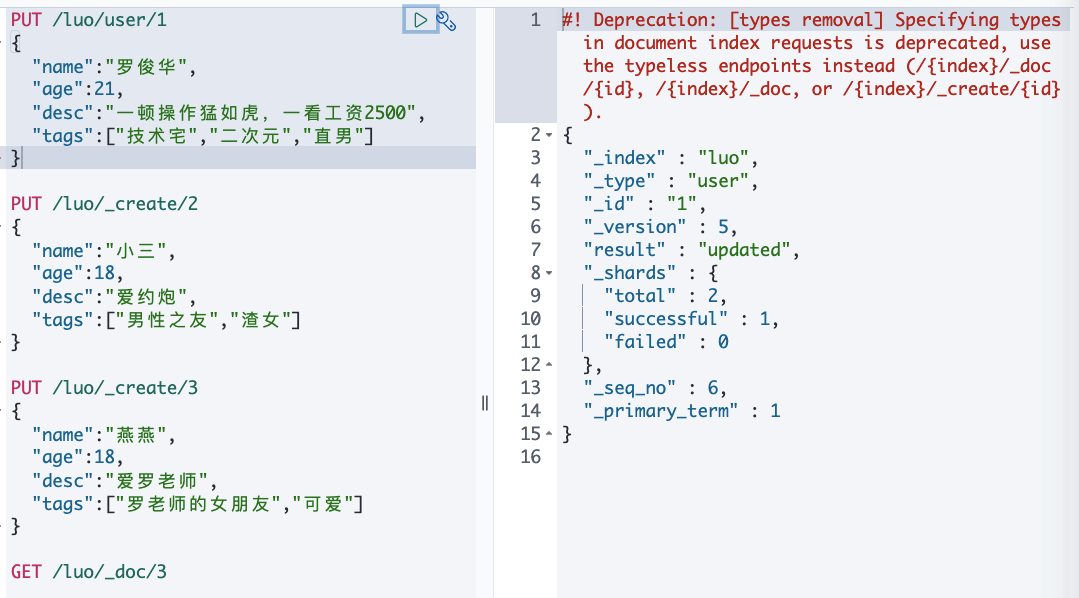 PUT /luo/user/1
{
"name":"罗俊华",
"age":21,
"desc":"一顿操作猛如虎，一看工资2500",
"tags":["技术宅","二次元","直男"]
}
PUT /luo/_create/2
{
"name":"小三",
"age":18,
"desc":"爱约炮",
"tags":["男性之友","渣女"]
}
PUT /luo/_create/3
{
"name":"燕燕",
"age":18,
"desc":"爱罗老师",
"tags":["罗老师的女朋友","可爱"]
}
GET /luo/_doc/3
1 #! Deprecation: [types removal] Specifying types
in document index requests is deprecated, use
the typeless endpoints instead (/{index}/_doc
/{id}, /{index}/_doc, or /{index}/_create/{id}
).
2 {
3 "_index" : "luo",
4 "_type" : "user",
5 "_id" : "1",
6 "_version" : 5,
7 "result" : "updated",
8 "_shards" : {
9 "total" : 2,
10 "successful" : 1,
11 "failed" : 0
12 },
13 "_seq_no" : 6,
14 "_primary_term" : 1
15 }
16